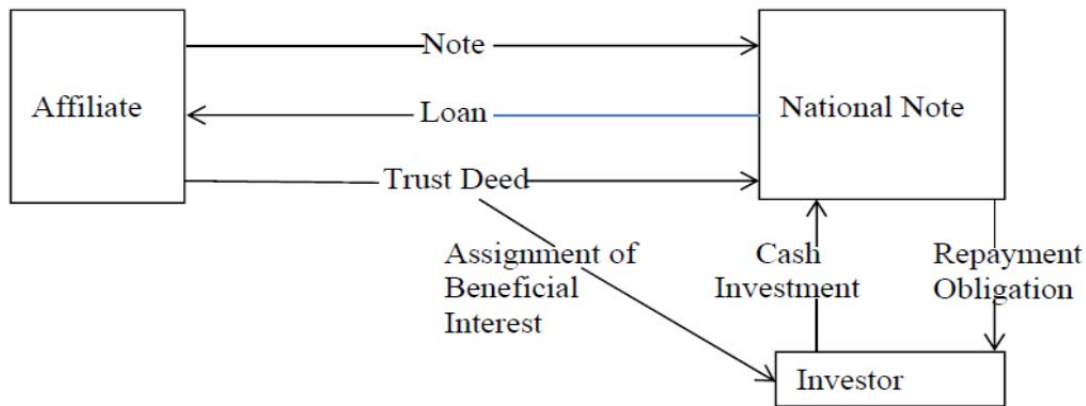 Note
Affiliate
National Note
Loan
Trust Deed
Assignment of
Beneficial
Interest
Cash
Investment
Repayment
Obligation
Investor